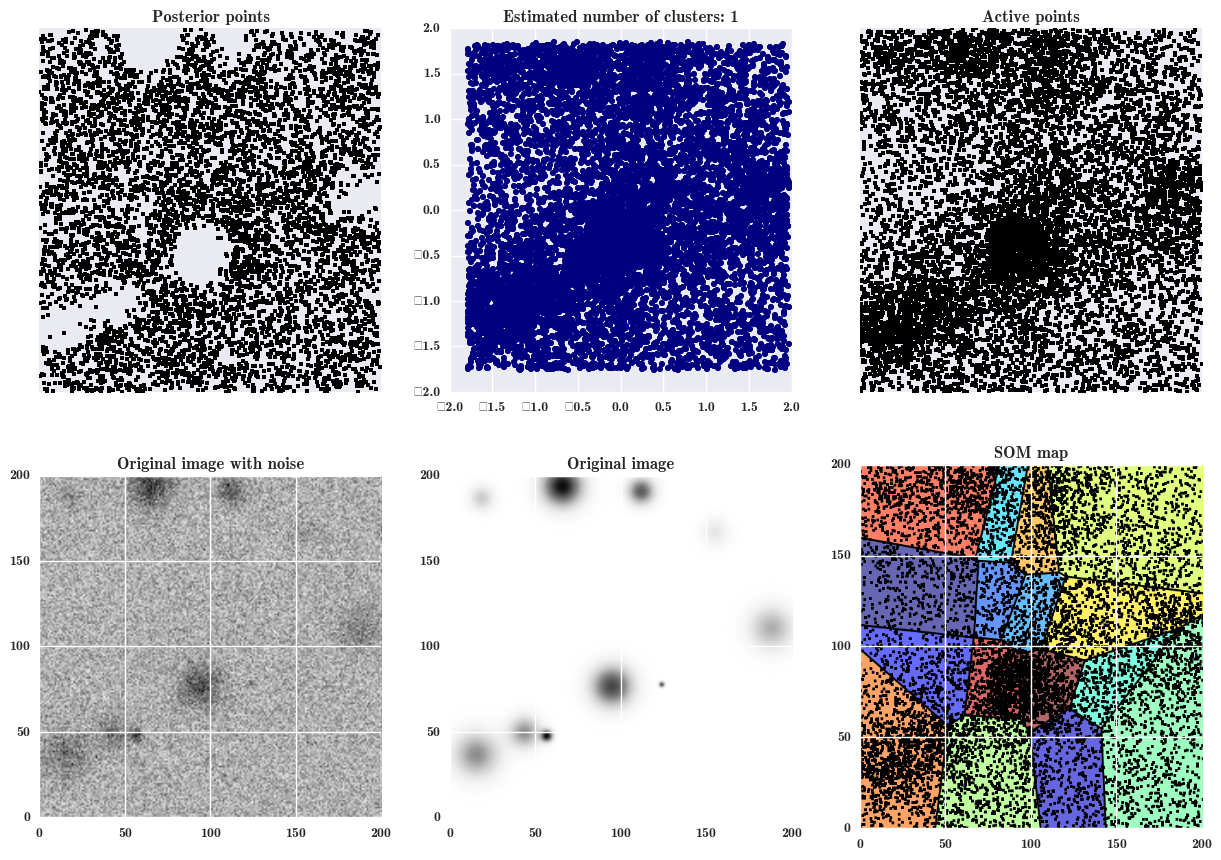 Posterior points
Estimated number of clusters: 1
Active points
2.0
1.5
1.0
0.5
0.0
□0.5
□1.0
□1.5
□2.0
□2.0 □1.5 □1.0 □0.5 0.0 0.5 1.0 1.5 2.0
Original image with noise
Original image
SOM map
200
150
100
50
0
0 50 100 150 200
200
150
100
50
0
0 50 100 150 200
200
150
100
50
0
0 50 100 150 200